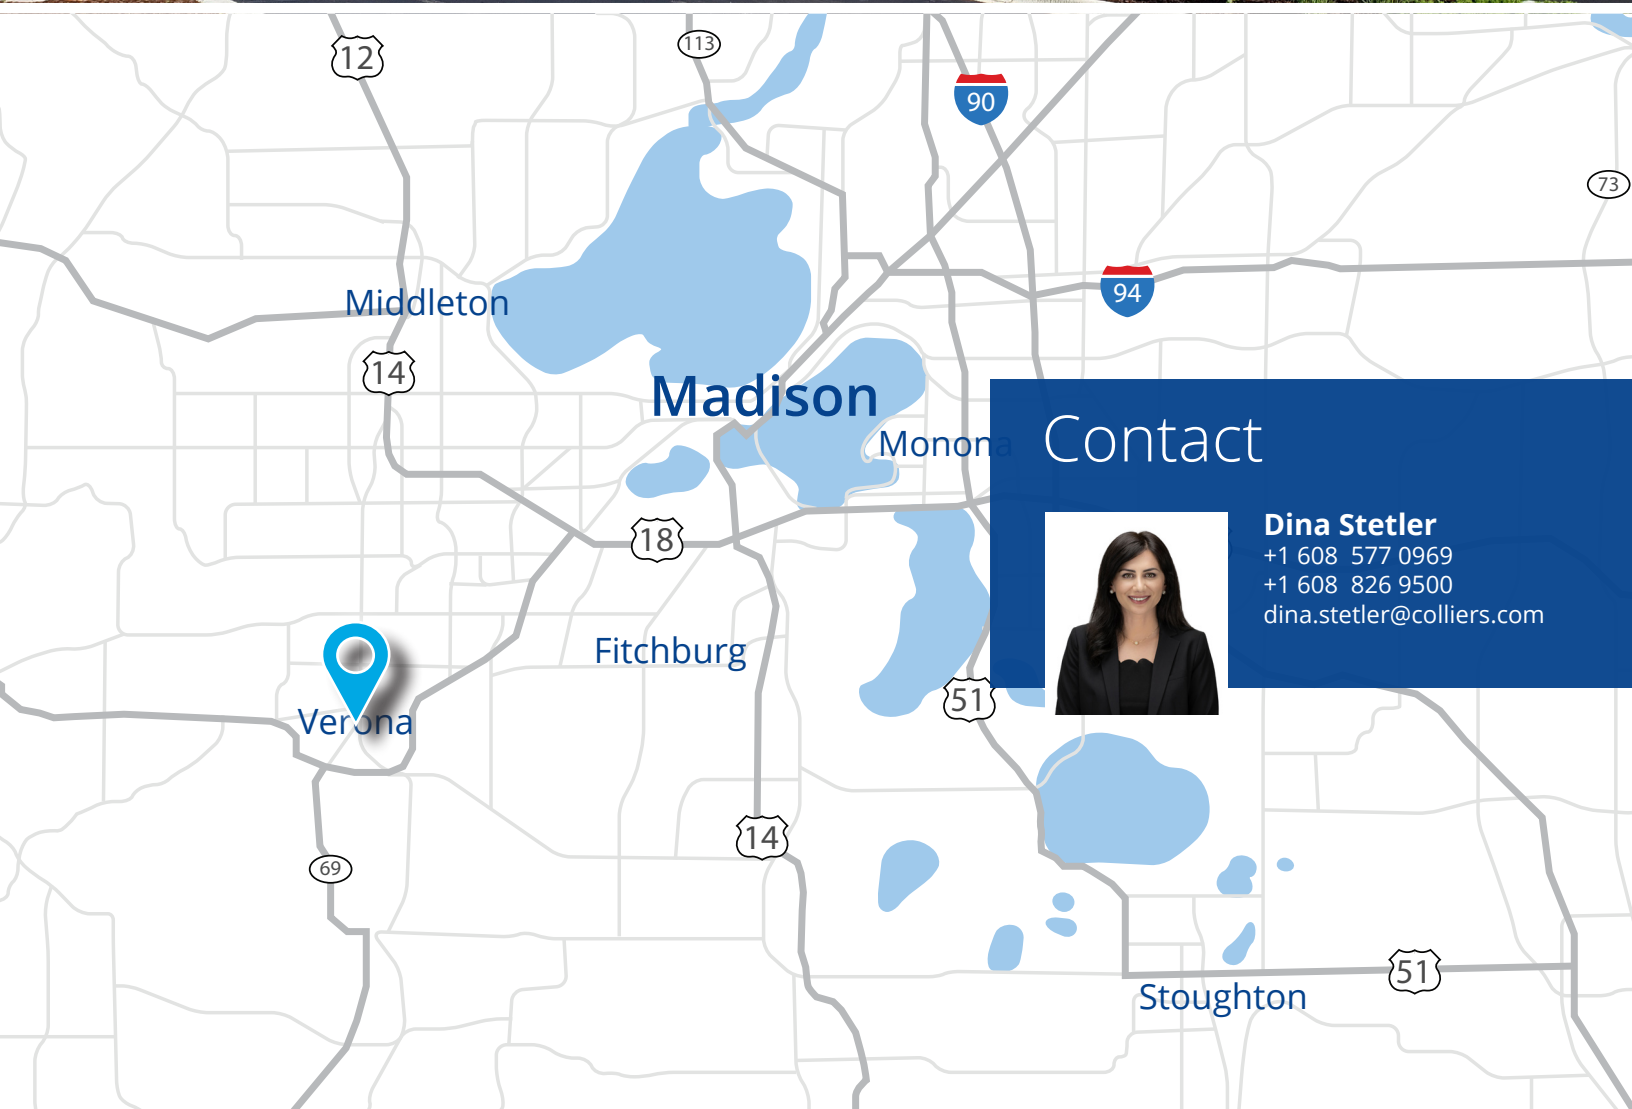 12
113
90
73
94
Middleton
14
Madison
Monona
Contact
18
Dina Stetler
+1 608  577 0969
+1 608  826 9500
dina.stetler@colliers.com
Fitchburg
51
Verona
14
69
51
Stoughton